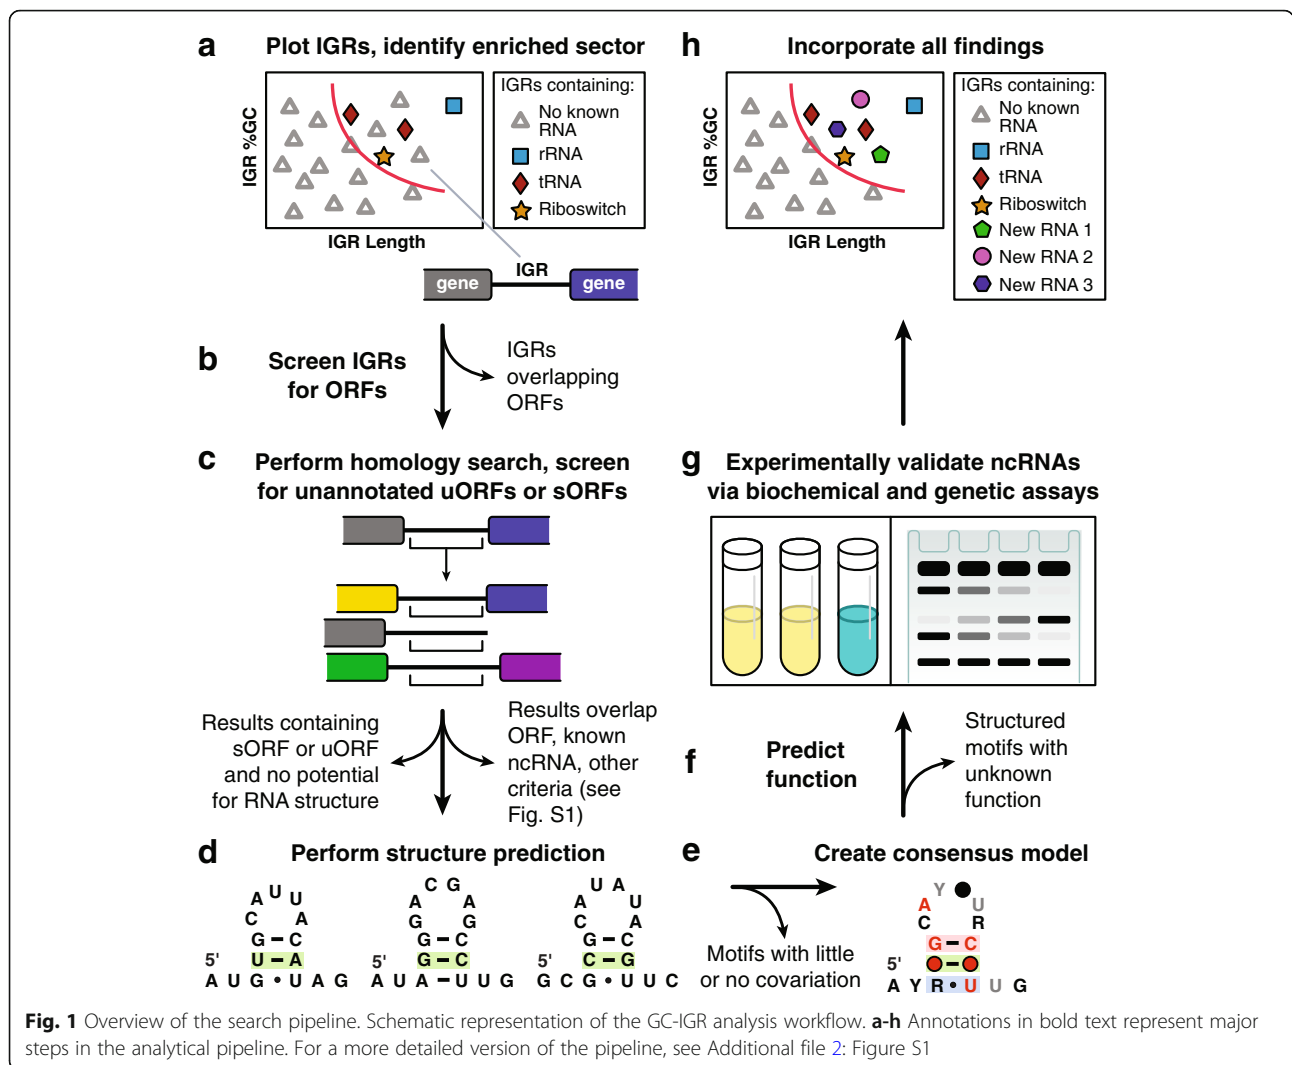 a Plot IGRs, identify enriched sector
IGR %GC
IGR Length
IGRs containing:
No known
RNA
rRNA
tRNA
Riboswitch
IGR
gene
gene
b Screen IGRs
for ORFs
IGRs
overlapping
ORFs
c Perform homology search, screen
for unannotated uORFs or sORFs
Results containing
sORF or uORF
and no potential
for RNA structure
Results overlap
ORF, known
ncRNA, other
criteria (see
Fig. S1)
d Perform structure prediction
A U U
C A
G – C
5' U – A
A U G • U A G
C G
A A
G G
G – C
5' G – C
A U A – U U G
U A
A U
C A
C – C
5' C – G
G C G • U U C
e Create consensus model
Motifs with little
or no covariation
Y
A U
C R
G – C
5'
A Y R • U U G
f Predict
function
Structured
motifs with
unknown
function
g Experimentally validate ncRNAs
via biochemical and genetic assays
h Incorporate all findings
IGR %GC
IGR Length
IGRs containing:
No known
RNA
rRNA
tRNA
Riboswitch
New RNA 1
New RNA 2
New RNA 3
Fig. 1 Overview of the search pipeline. Schematic representation of the GC-IGR analysis workflow. a-h Annotations in bold text represent major
steps in the analytical pipeline. For a more detailed version of the pipeline, see Additional file 2: Figure S1